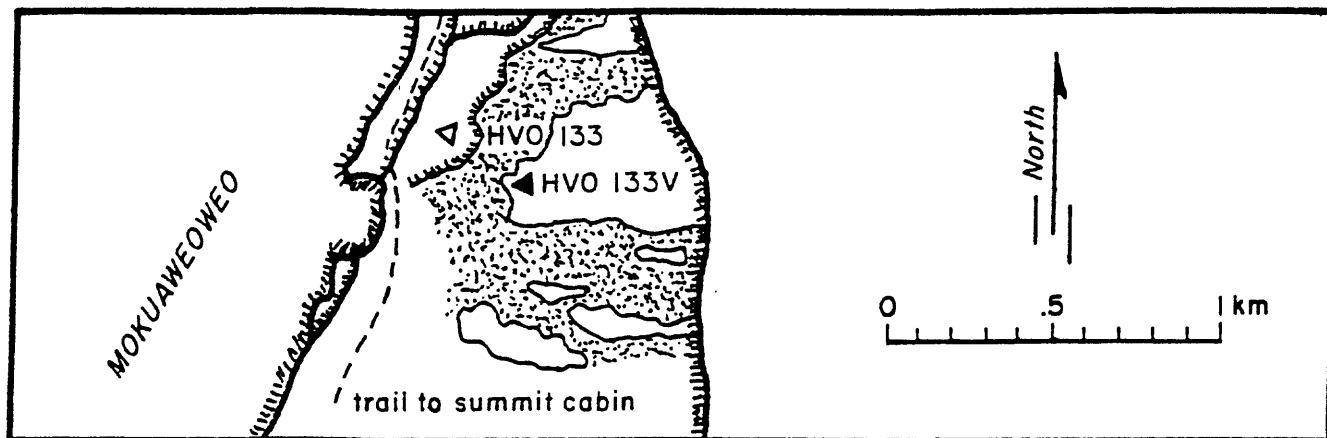 HVO 133
HVO 133V
MOKUAWEOWEO
trail to summit cabin
North
0 .5 1 km